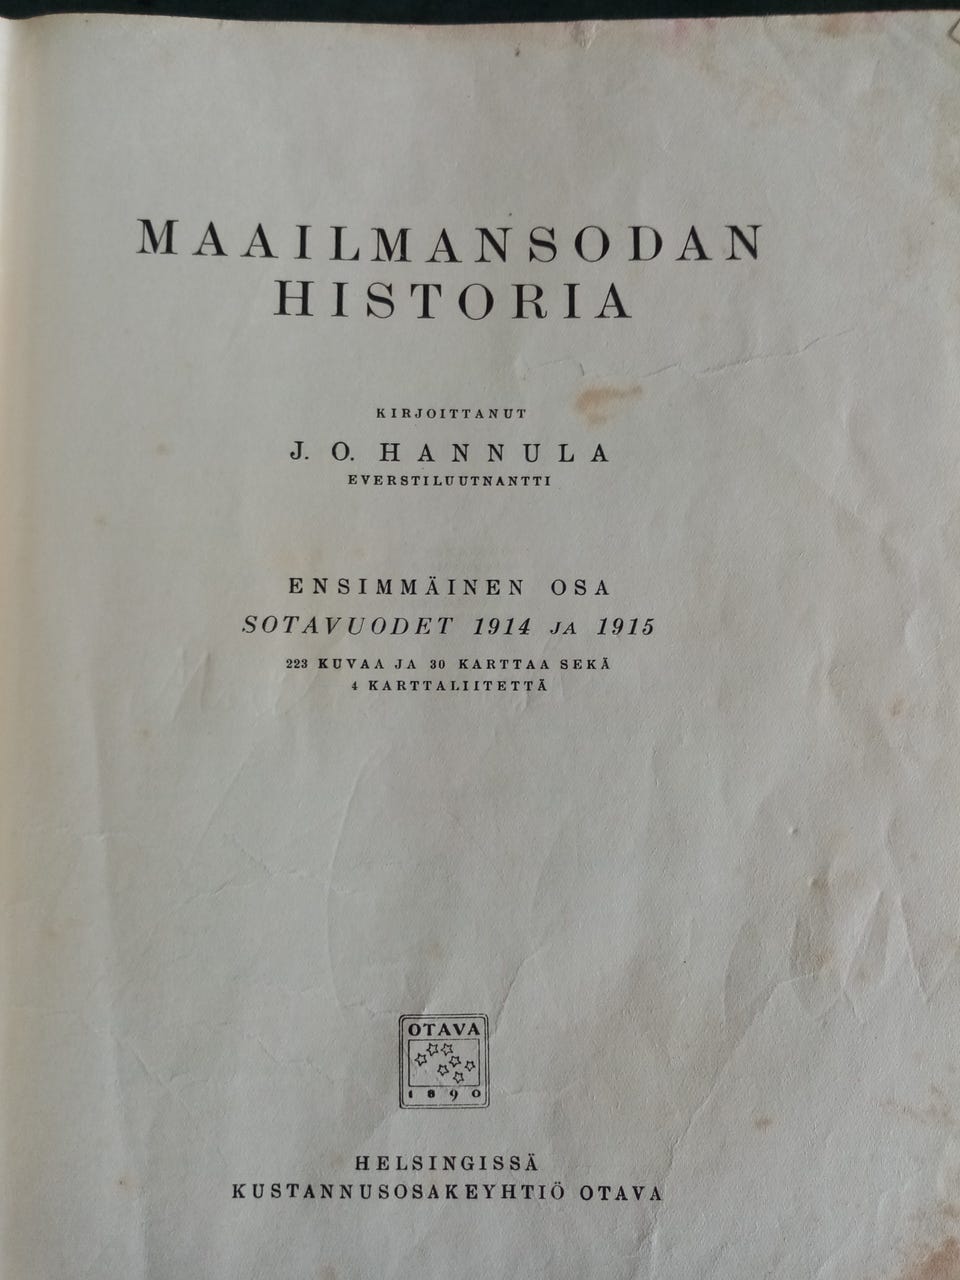 MAAILMANSODAN
HISTORIA
KIRJOITTANUT
J. O. HANNULA
EVERSTILUUTNANTTI
ENSIMMÄINEN OSA
SOTAVUODET 1914 JA 1915
223 KUVAA JA 30 KARTTAA SEKÄ
4 KARTTALIITETTÄ
OTAVA
1890
HELSINGISSÄ
KUSTANNUSOSAKEYHTIÖ OTAVA